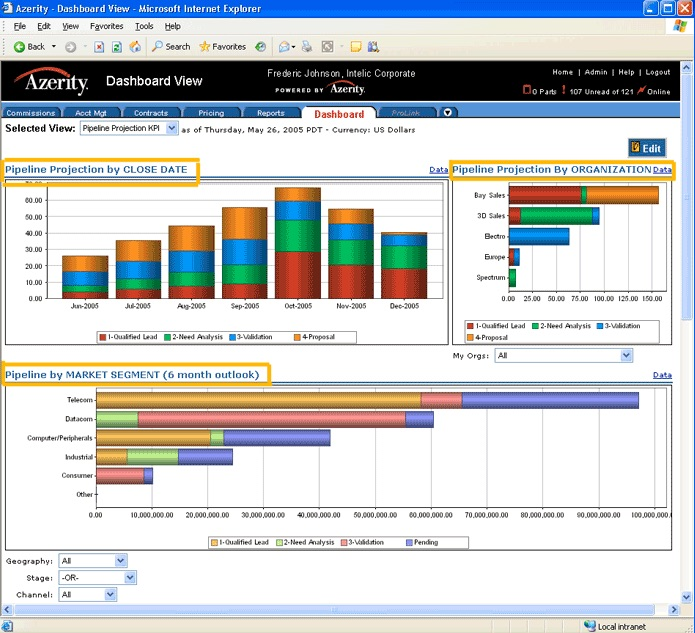 Azerity - Dashboard View - Microsoft Internet Explorer
File Edit View Favorites Tools Help
Back Search Favorites
Azerity. Dashboard View Frederic Johnson, Intelic Corporate Home | Admin | Help | Logout
POWERED BY Azerity. 0 Parts 107 Unread of 121 Online
Commissions Acct Mgt Contracts Pricing Reports Dashboard ProLink
Selected View: Pipeline Projection KPI as of Thursday, May 26, 2005 PDT - Currency: US Dollars
Edit
Pipeline Projection by CLOSE DATE Data
60.00
50.00
40.00
30.00
20.00
10.00
0.00
Jun-2005 Jul-2005 Aug-2005 Sep-2005 Oct-2005 Nov-2005 Dec-2005
1-Qualified Lead 2-Need Analysis 3-Validation 4-Proposal
Pipeline Projection By ORGANIZATION Data
Bay Sales
3D Sales
Electro
Europe
Spectrum
0.00 25.00 50.00 75.00 100.00 125.00 150.00
1-Qualified Lead 2-Need Analysis 3-Validation
4-Proposal
My Orgs: All
Pipeline by MARKET SEGMENT (6 month outlook) Data
Telecom
Datacom
Computer/Peripherals
Industrial
Consumer
Other
0.00 10,000,000.00 20,000,000.00 30,000,000.00 40,000,000.00 50,000,000.00 60,000,000.00 70,000,000.00 80,000,000.00 90,000,000.00 100,000,000.
1-Qualified Lead 2-Need Analysis 3-Validation Pending
Geography: All
Stage: -OR-
Channel: All
Local intranet